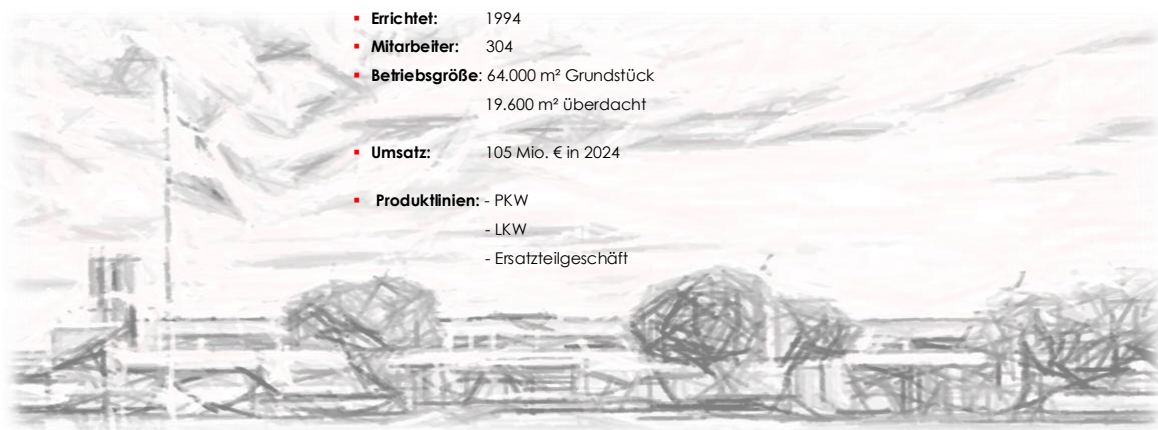 ▪ Errichtet: 1994
▪ Mitarbeiter: 304
▪ Betriebsgröße: 64.000 m² Grundstück
19.600 m² überdacht
▪ Umsatz: 105 Mio. € in 2024
▪ Produktlinien: - PKW
- LKW
- Ersatzteilgeschäft